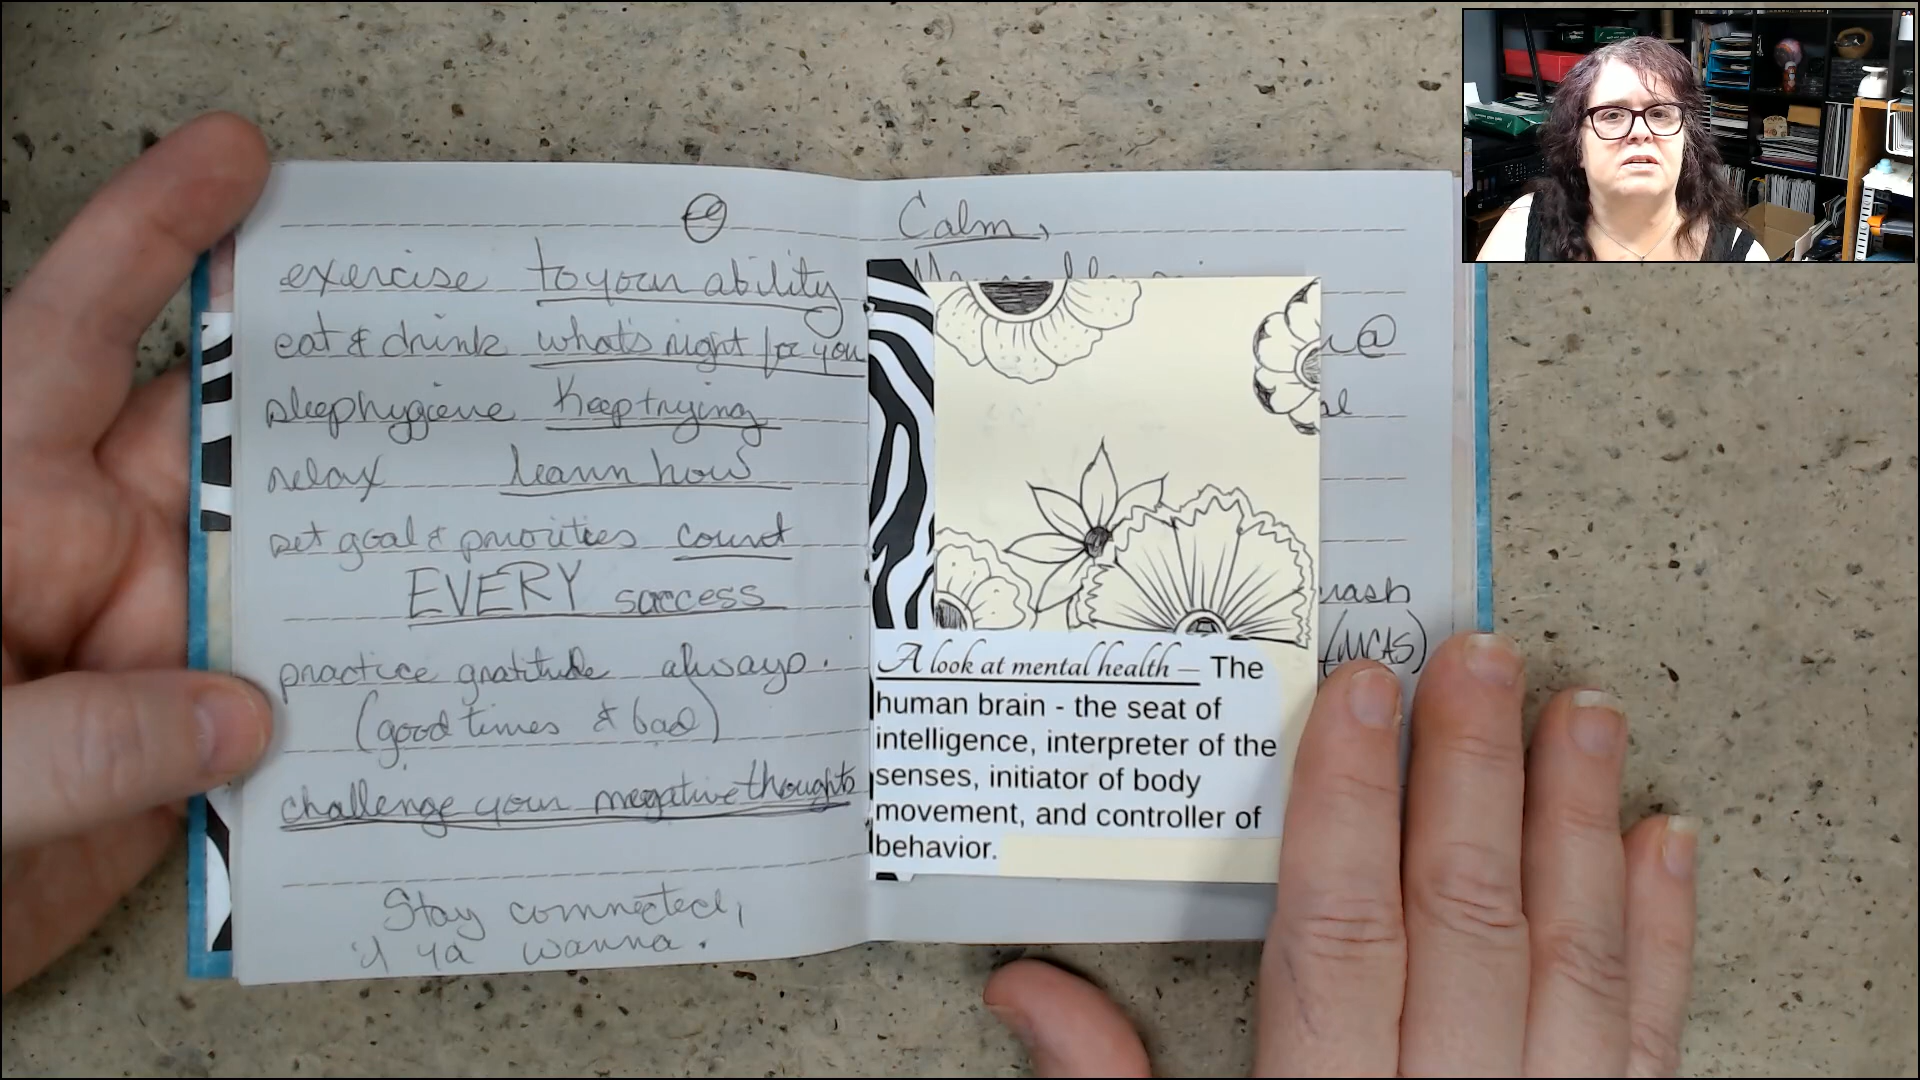 exercise to your ability
eat & drink what's right for you
sleep hygiene Keep trying
relax learn how
set goal & priorities count
EVERY success
practice gratitude always.
(good times & bad)
challenge your negative thoughts
Stay connected,
if ya wanna.
Calm,
@
(MCAS)
A look at mental health — The
human brain - the seat of
intelligence, interpreter of the
senses, initiator of body
movement, and controller of
behavior.